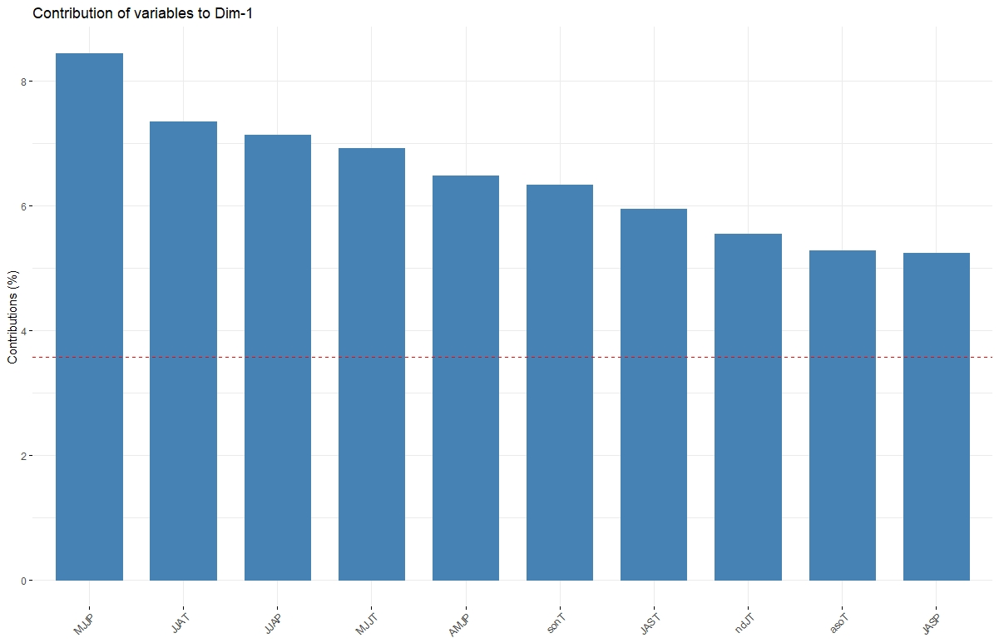 Contribution of variables to Dim-1
Contributions (%)
8
6
4
2
0
MJJP
JJAT
JJAP
MJJT
AMJP
sonT
JAST
ndJT
asoT
JASP